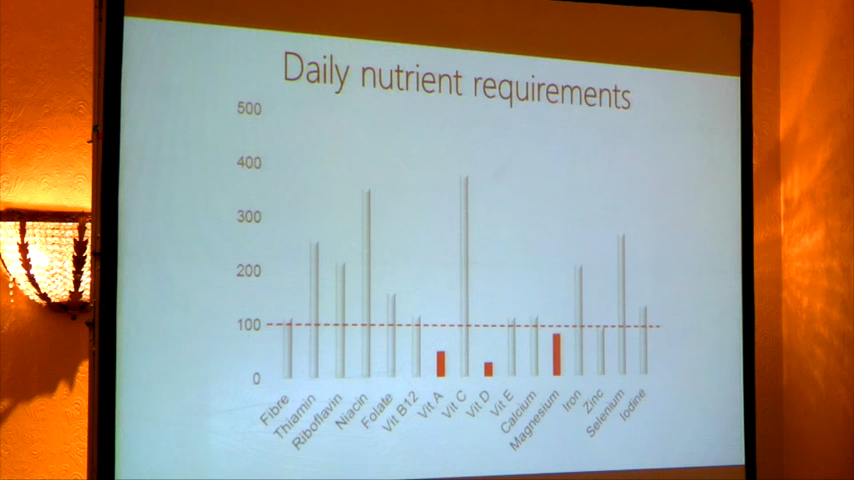 Daily nutrient requirements
500
400
300
200
100
0
Fibre
Thiamin
Riboflavin
Niacin
Folate
Vit B12
Vit A
Vit C
Vit D
Vit E
Calcium
Magnesium
Iron
Zinc
Selenium
Iodine